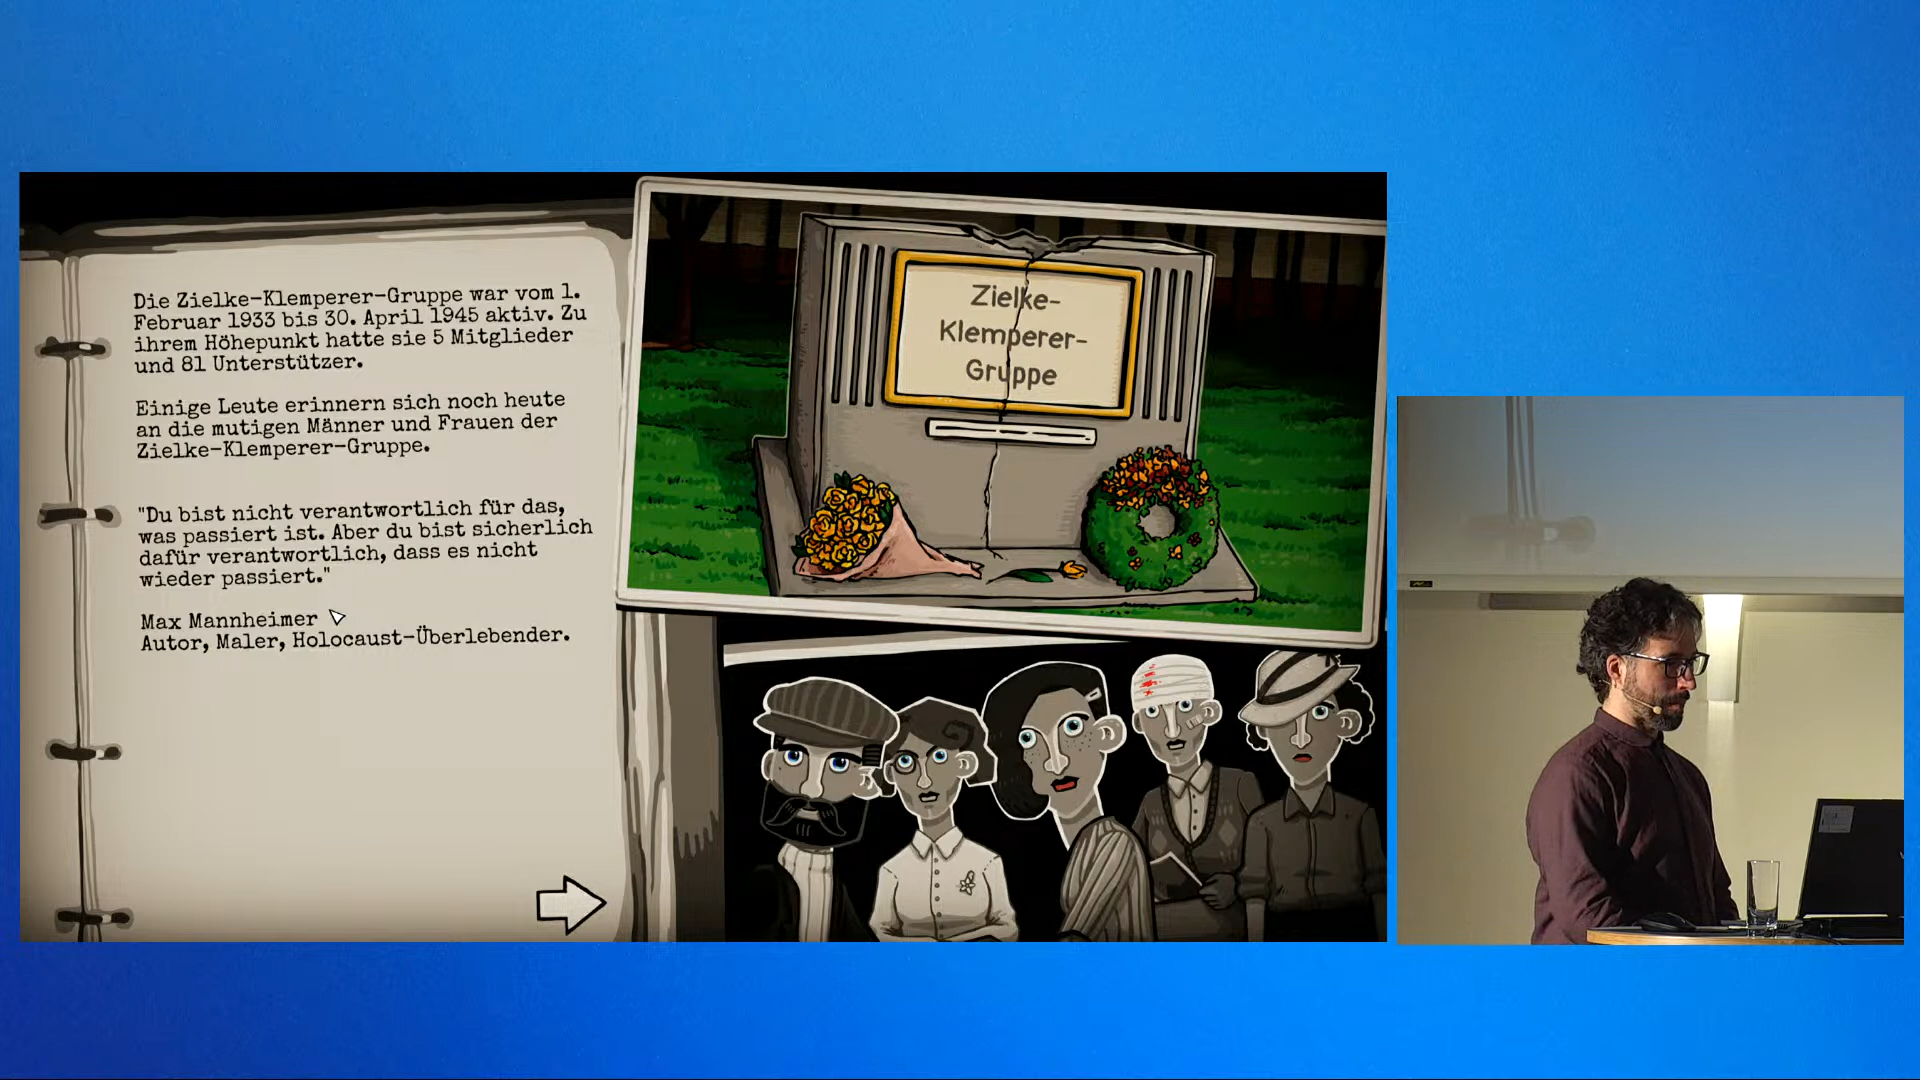 Die Zielke-Klemperer-Gruppe war vom 1.
Februar 1933 bis 30. April 1945 aktiv. Zu
ihrem Höhepunkt hatte sie 5 Mitglieder
und 81 Unterstützer.
Einige Leute erinnern sich noch heute
an die mutigen Männer und Frauen der
Zielke-Klemperer-Gruppe.
"Du bist nicht verantwortlich für das,
was passiert ist. Aber du bist sicherlich
dafür verantwortlich, dass es nicht
wieder passiert."
Max Mannheimer
Autor, Maler, Holocaust-Überlebender.
Zielke-
Klemperer-
Gruppe